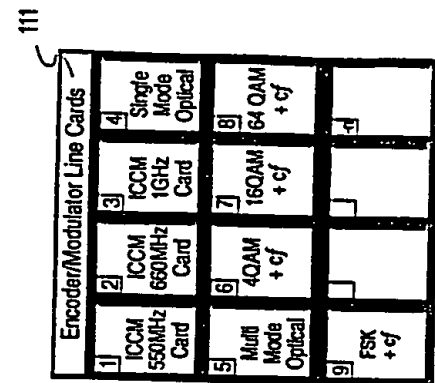 111
Encoder/Modulator Line Cards
1
ICCM
550MHz
Card
2
ICCM
660MHz
Card
3
ICCM
1GHz
Card
4
Single
Mode
Optical
5
Multi
Mode
Optical
6
4QAM
+ cf
7
16QAM
+ cf
8
64 QAM
+ cf
9
FSK
+ cf
n